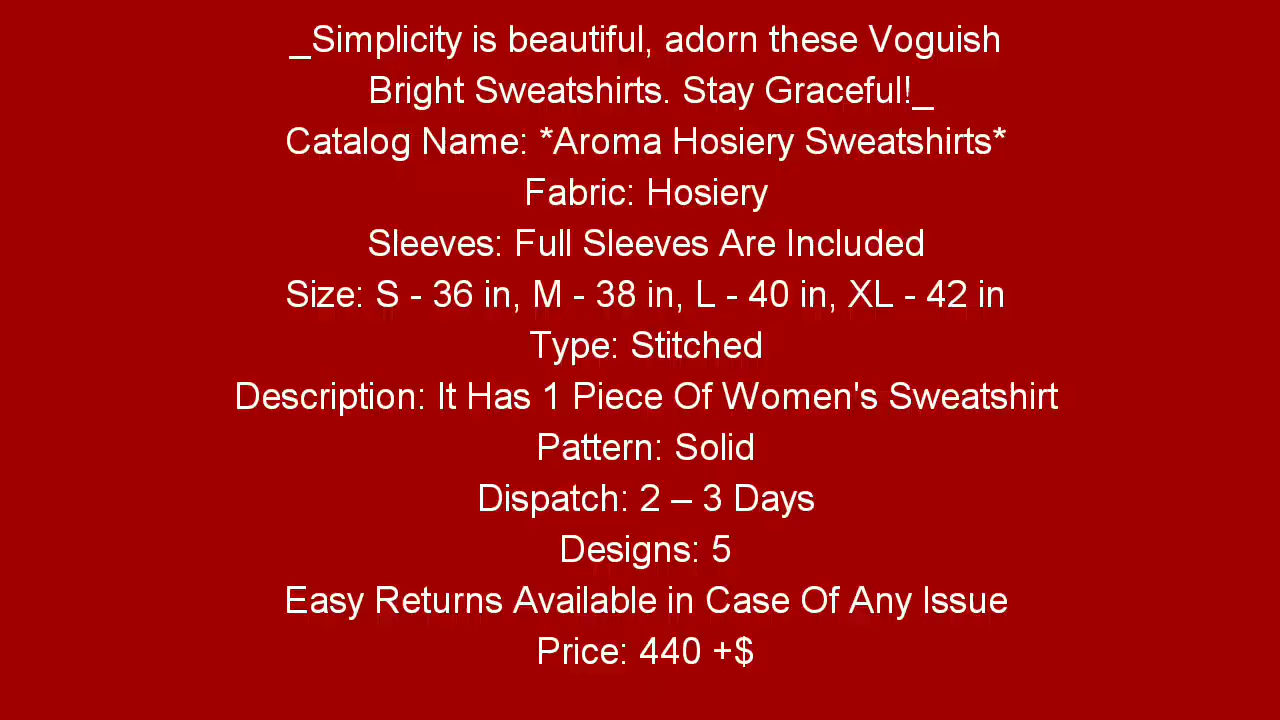 _Simplicity is beautiful, adorn these Voguish
Bright Sweatshirts. Stay Graceful!_
Catalog Name: *Aroma Hosiery Sweatshirts*
Fabric: Hosiery
Sleeves: Full Sleeves Are Included
Size: S - 36 in, M - 38 in, L - 40 in, XL - 42 in
Type: Stitched
Description: It Has 1 Piece Of Women's Sweatshirt
Pattern: Solid
Dispatch: 2 – 3 Days
Designs: 5
Easy Returns Available in Case Of Any Issue
Price: 440 +$